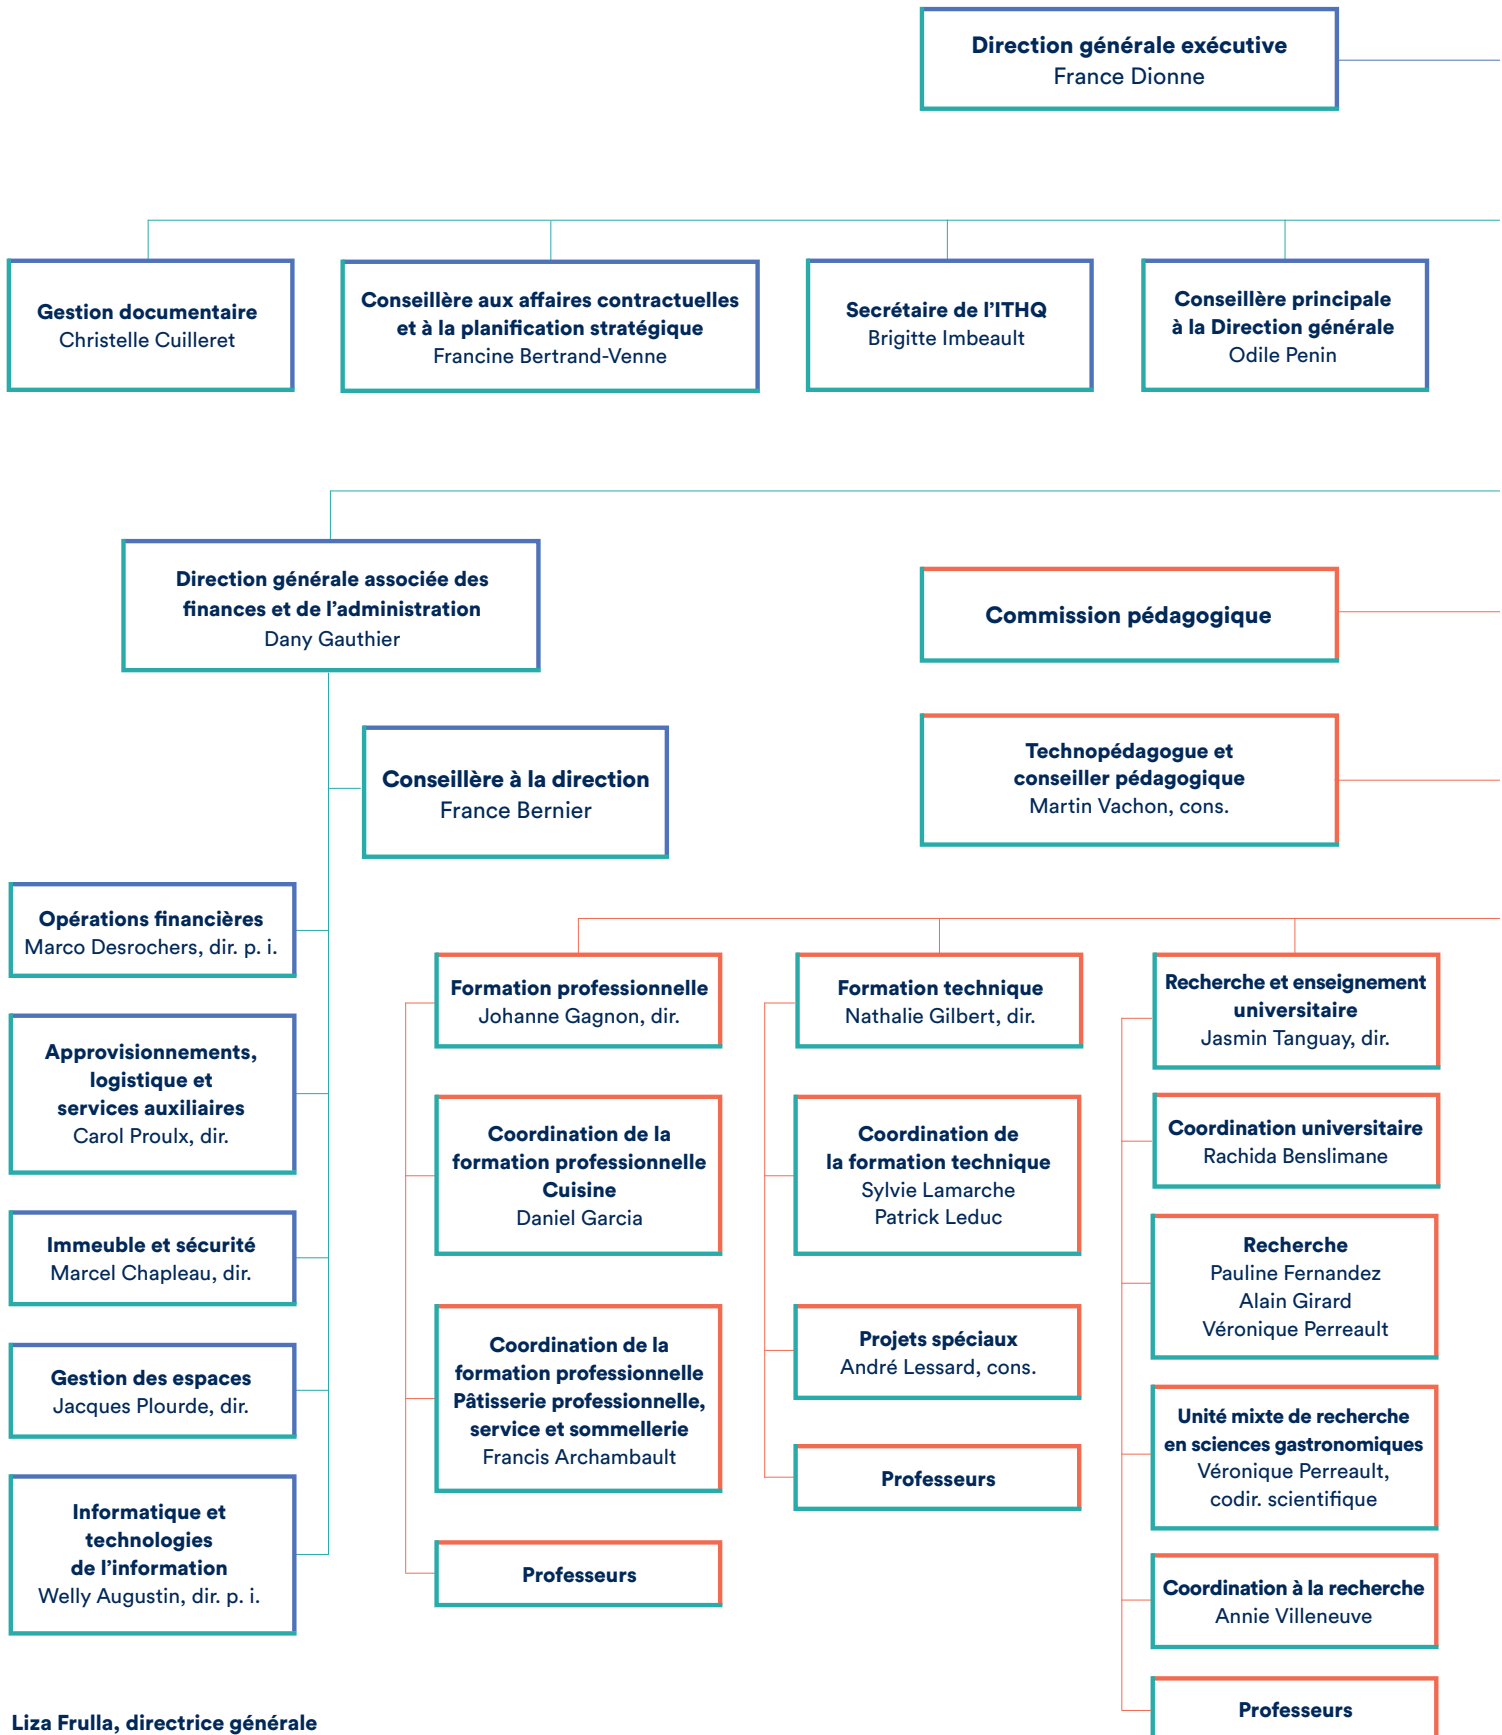 Direction générale exécutive
France Dionne
Gestion documentaire
Christelle Cuilleret
Conseillère aux affaires contractuelles
et à la planification stratégique
Francine Bertrand-Venne
Secrétaire de l'ITHQ
Brigitte Imbeault
Conseillère principale
à la Direction générale
Odile Penin
Direction générale associée des
finances et de l'administration
Dany Gauthier
Commission pédagogique
Technopédagogue et
conseiller pédagogique
Martin Vachon, cons.
Conseillère à la direction
France Bernier
Opérations financières
Marco Desrochers, dir. p. i.
Approvisionnements,
logistique et
services auxiliaires
Carol Proulx, dir.
Immeuble et sécurité
Marcel Chapleau, dir.
Gestion des espaces
Jacques Plourde, dir.
Informatique et
technologies
de l'information
Welly Augustin, dir. p. i.
Formation professionnelle
Johanne Gagnon, dir.
Coordination de la
formation professionnelle
Cuisine
Daniel Garcia
Coordination de la
formation professionnelle
Pâtisserie professionnelle,
service et sommellerie
Francis Archambault
Professeurs
Formation technique
Nathalie Gilbert, dir.
Coordination de
la formation technique
Sylvie Lamarche
Patrick Leduc
Projets spéciaux
André Lessard, cons.
Professeurs
Recherche et enseignement
universitaire
Jasmin Tanguay, dir.
Coordination universitaire
Rachida Benslimane
Recherche
Pauline Fernandez
Alain Girard
Véronique Perreault
Unité mixte de recherche
en sciences gastronomiques
Véronique Perreault,
codir. scientifique
Coordination à la recherche
Annie Villeneuve
Professeurs
Liza Frulla, directrice générale